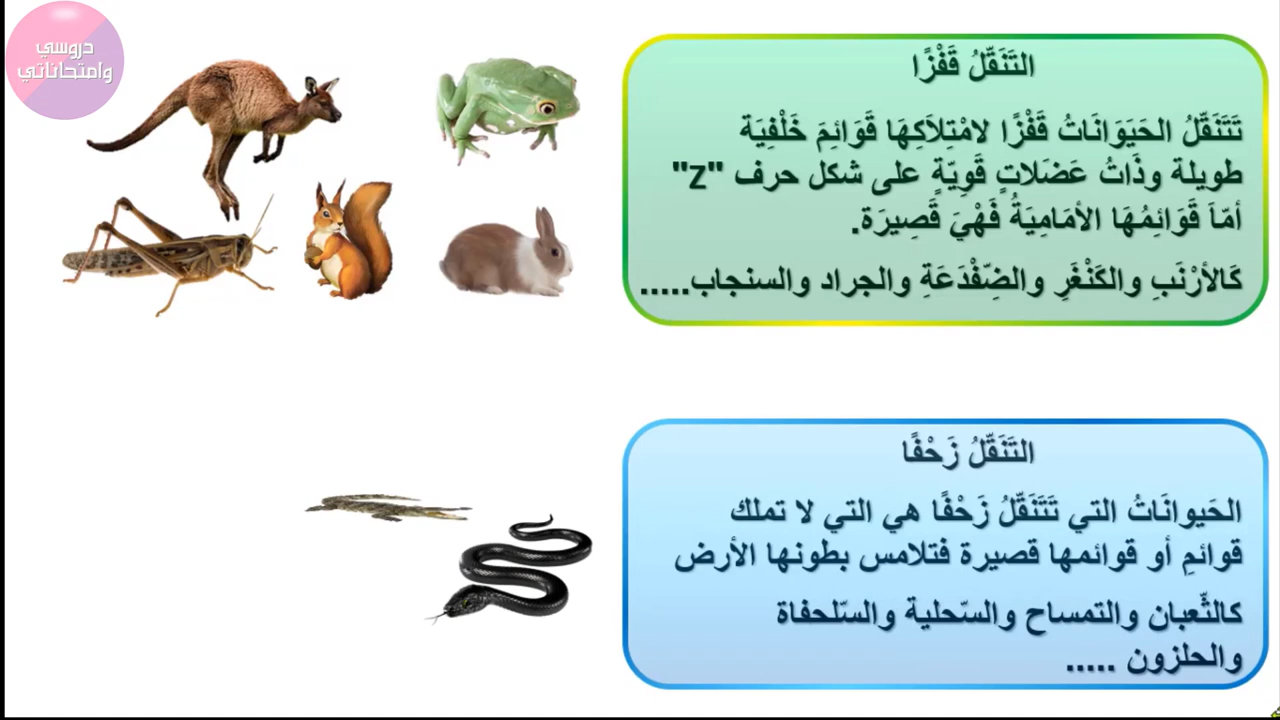 دروسي
وامتحاناتي
التَنَقّلُ قَفْزًا
تَتَنَقّلُ الحَيَوَانَاتُ قَفْزًا لامْتِلاَكِهَا قَوَائِمَ خَلْفِيَة
طويلة وذَاتُ عَضَلاتٍ قَوِيّةٍ على شكل حرف "Z"
أمّاَ قَوَائِمُهَا الأمَامِيَةُ فَهْيَ قَصِيرَة.
كَالأرْنَبِ والكَنْغَرِ والضِّفْدَعَةِ والجراد والسنجاب.....
التَنَقّلُ زَحْفًا
الحَيوانَاتُ التي تَتَنَقّلُ زَحْفًا هي التي لا تملك
قوائمِ أو قوائمها قصيرة فتلامس بطونها الأرض
كالثّعبان والتمساح والسّحلية والسّلحفاة
والحلزون .....